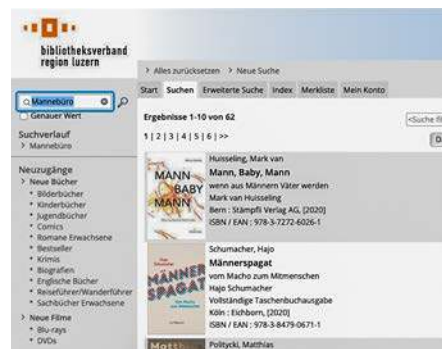 bibliotheksverband
region luzern
> Alles zurücksetzen > Neue Suche
Start Suchen Erweiterte Suche Index Merkliste Mein Konto
Mannebüro
Genauer Wert
Suchverlauf
> Mannebüro
Neuzugänge
> Neue Bücher
* Bilderbücher
* Kinderbücher
* Jugendbücher
* Comics
* Romane Erwachsene
* Bestseller
* Krimis
* Biografien
* Englische Bücher
* Reiseführer/Wanderführer
* Sachbücher Erwachsene
> Neue Filme
* Blu-rays
* DVDs
Ergebnisse 1-10 von 62
<Suche
1 | 2 | 3 | 4 | 5 | 6 | >>
MANN
BABY
MANN
Huisseling, Mark van
Mann, Baby, Mann
wenn aus Männern Väter werden
Mark van Huisseling
Bern : Stämpfli Verlag AG, [2020]
ISBN / EAN : 978-3-7272-6026-1
MÄNNER
SPAGAT
Schumacher, Hajo
Männerspagat
vom Macho zum Mitmenschen
Hajo Schumacher
Vollständige Taschenbuchausgabe
Köln : Eichborn, [2020]
ISBN / EAN : 978-3-8479-0671-1
Politycki, Matthias